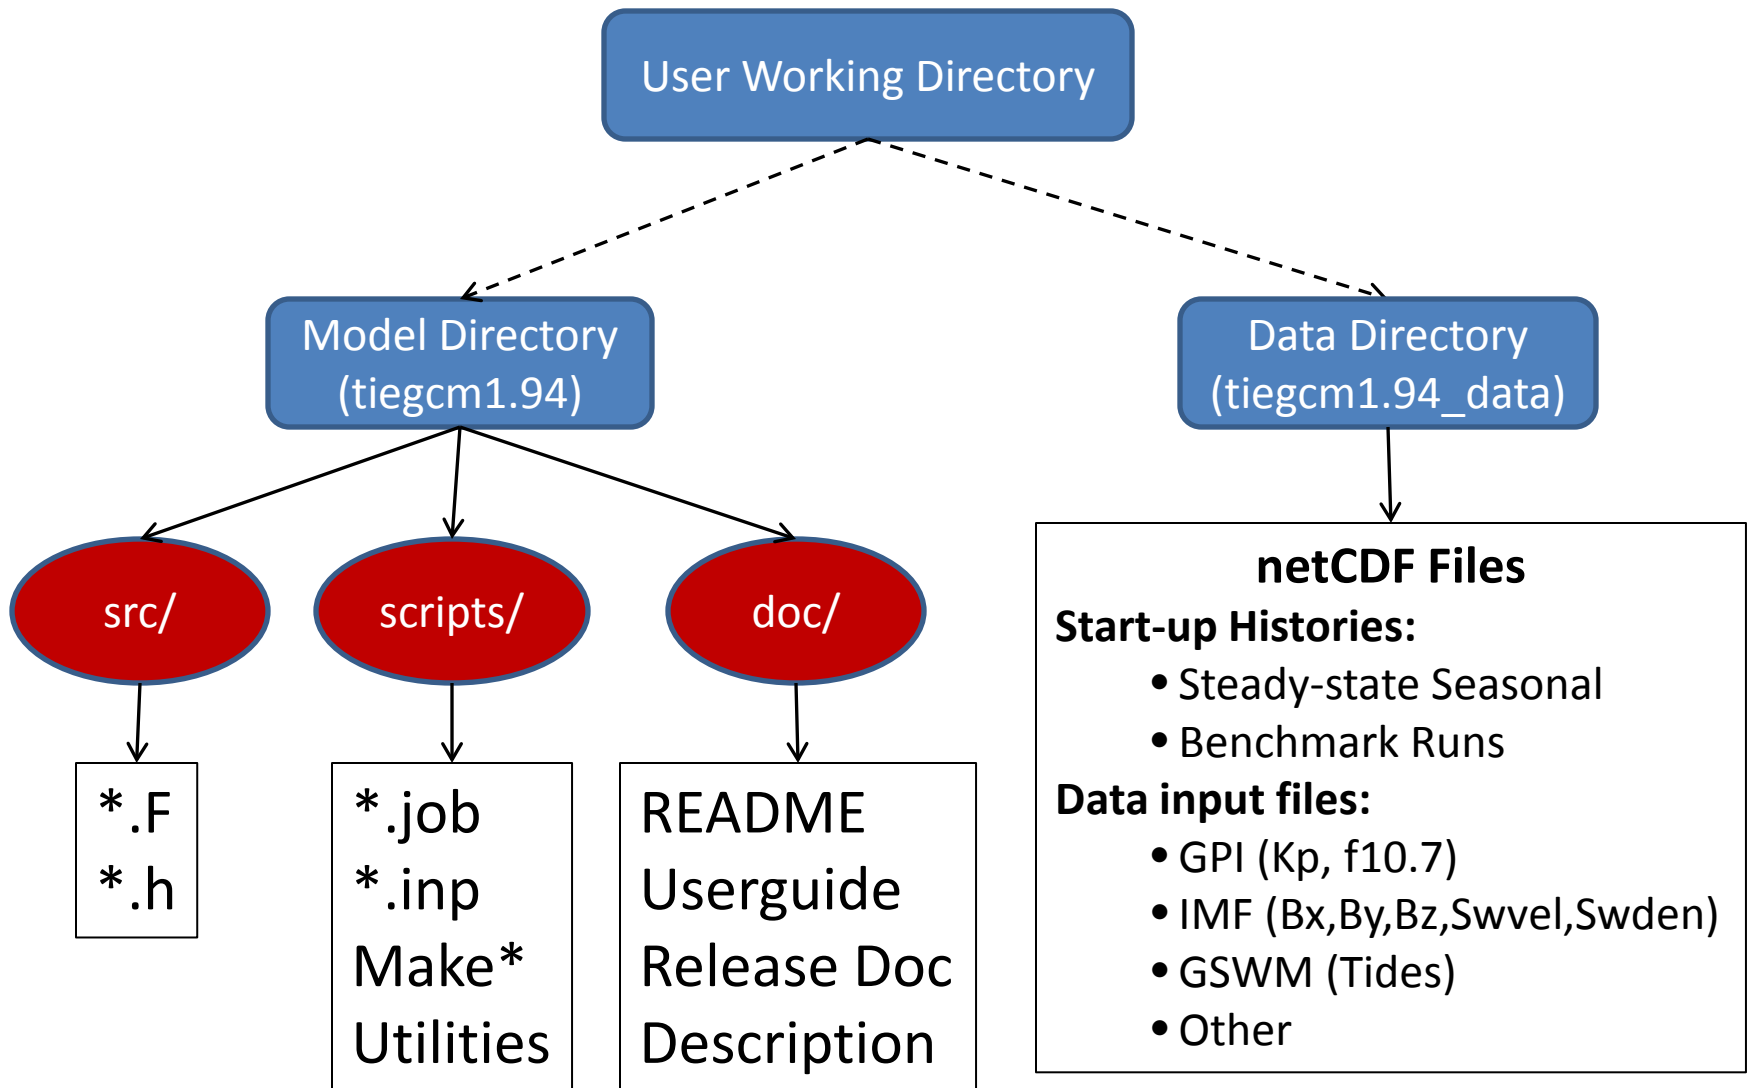 User Working Directory
Model Directory
(tiegcm1.94)
Data Directory
(tiegcm1.94_data)
src/
scripts/
doc/
*.F
*.h
*.job
*.inp
Make*
Utilities
README
Userguide
Release Doc
Description
netCDF Files
Start-up Histories:
• Steady-state Seasonal
• Benchmark Runs
Data input files:
• GPI (Kp, f10.7)
• IMF (Bx,By,Bz,Swvel,Swden)
• GSWM (Tides)
• Other